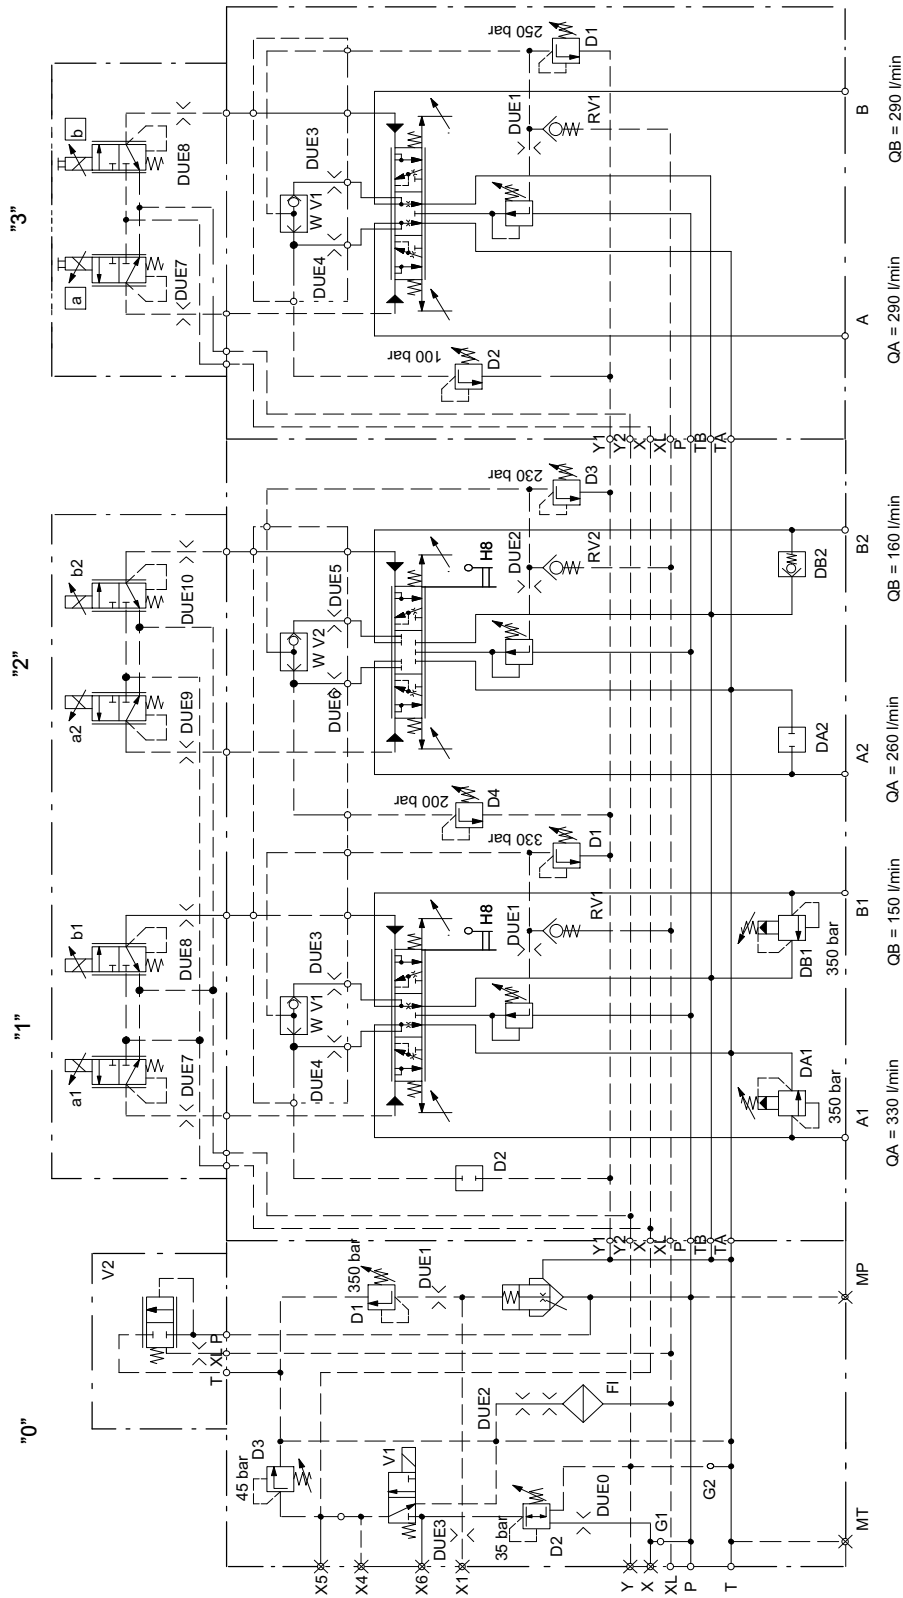 "0"
V2
T
XL
P
45 bar
D3
V1
D1
350 bar
DUE1
DUE2
DUE3
FI
35 bar
D2
DUE0
G1
G2
X5
X4
X6
X1
Y
X
XL
P
T
MT
MP
Y1
Y2
X
XL
P
TB
TA
"1"
a1
b1
DUE7
DUE8
DUE4
W V1
DUE3
D2
H8
DUE1
330 bar
D1
RV1
DA1
350 bar
DB1
350 bar
A1
B1
QA = 330 l/min
QB = 150 l/min
"2"
a2
b2
DUE9
DUE10
DUE6
W V2
DUE5
200 bar
D4
H8
DUE2
230 bar
D3
RV2
DA2
DB2
A2
B2
QA = 260 l/min
QB = 160 l/min
Y1
Y2
X
XL
P
TB
TA
"3"
a
b
DUE7
DUE8
DUE4
W V1
DUE3
100 bar
D2
DUE1
250 bar
D1
RV1
A
B
QA = 290 l/min
QB = 290 l/min